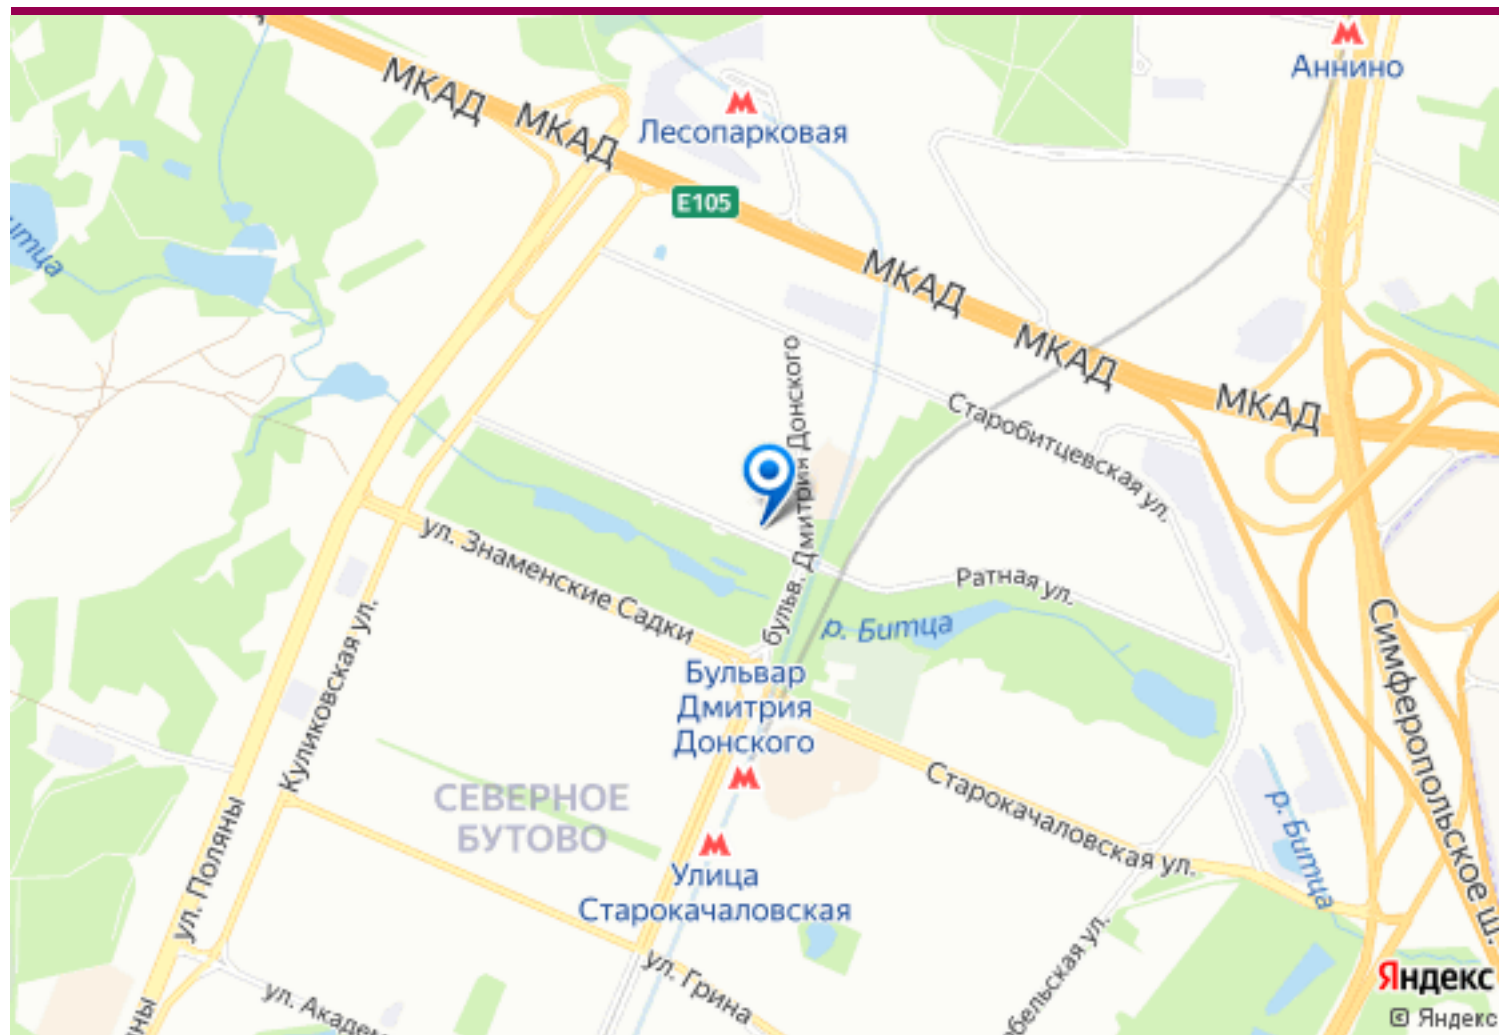 Аннино
МКАД
МКАД
Лесопарковая
E105
МКАД
МКАД
МКАД
Старобитцевская ул.
бульв. Дмитрия Донского
ул. Знаменские Садки
Ратная ул.
р. Битца
Куликовская ул.
Бульвар
Дмитрия
Донского
Симферопольское ш.
СЕВЕРНОЕ
БУТОВО
Старокачаловская ул.
р. Битца
ул. Поляны
Улица
Старокачаловская
ул. Грина
Яндекс
© Яндекс